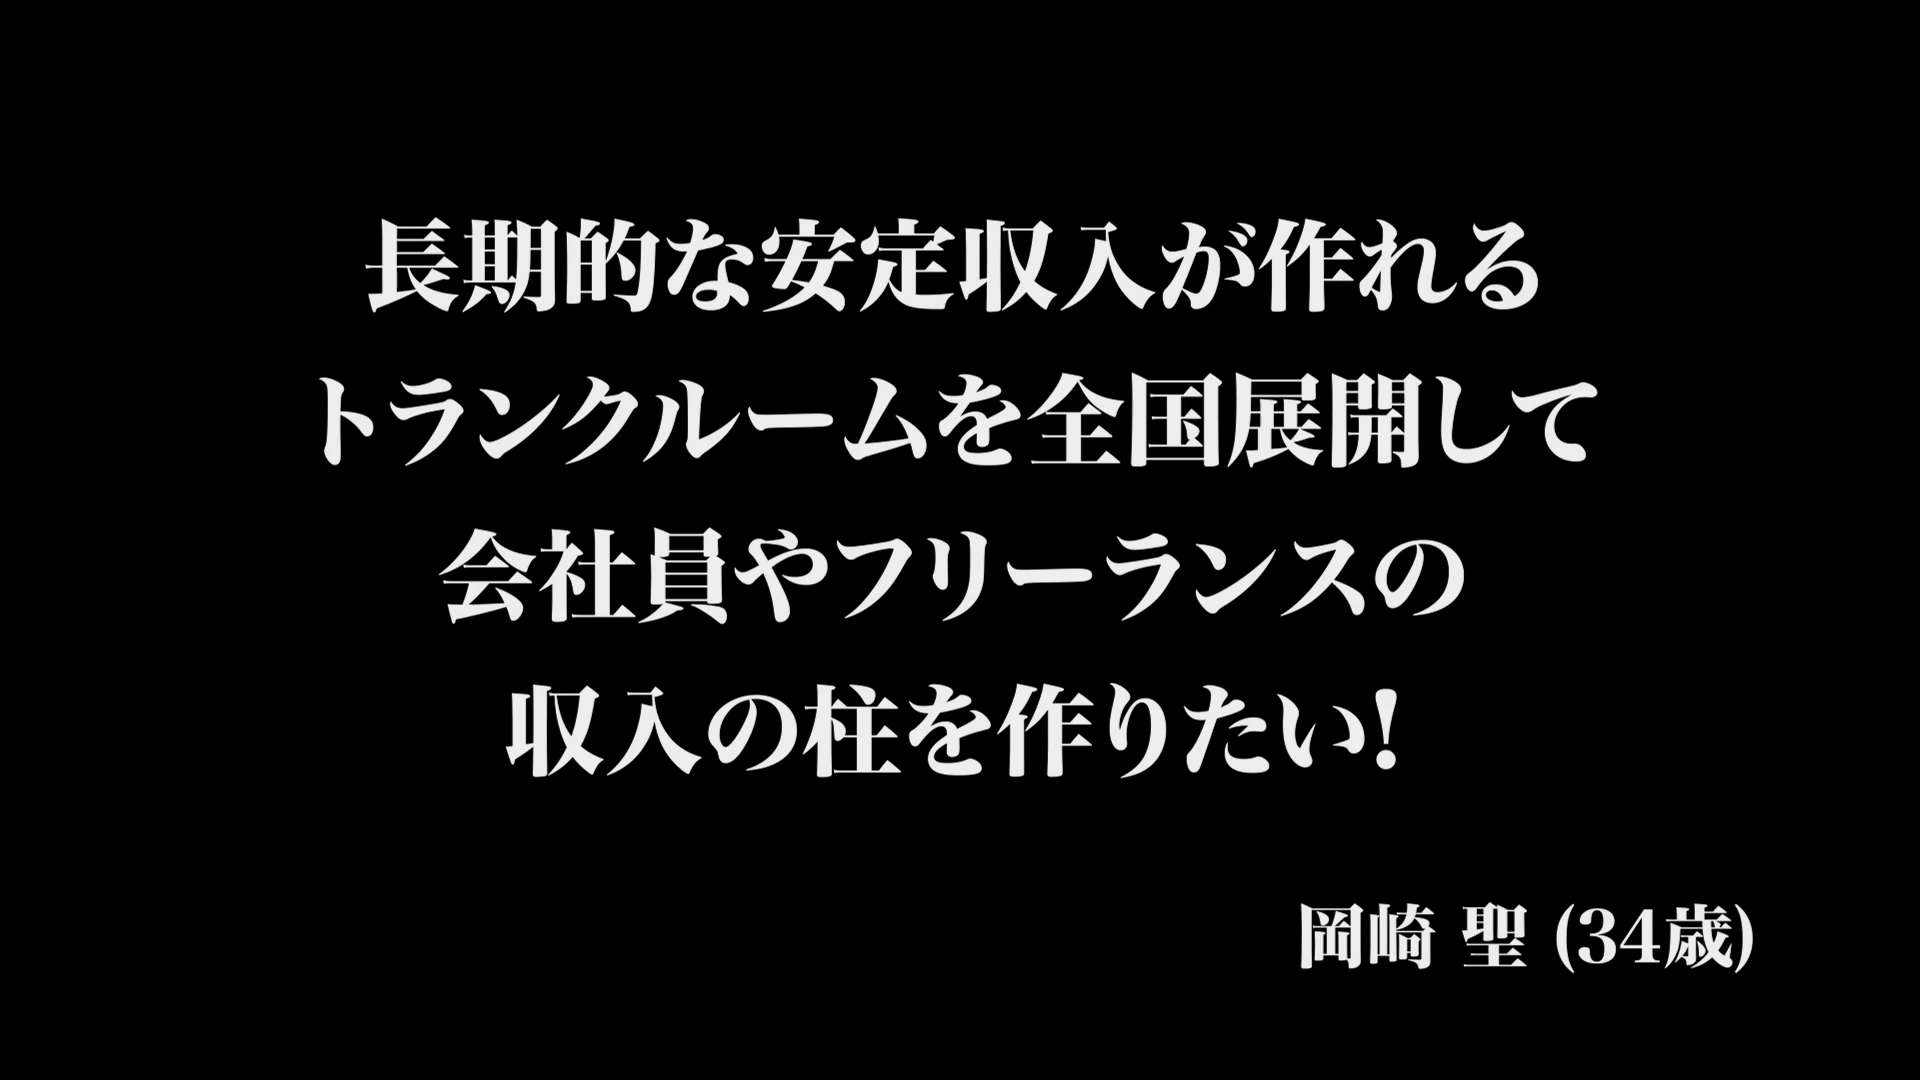 長期的な安定収入が作れる
トランクルームを全国展開して
会社員やフリーランスの
収入の柱を作りたい!
岡崎 聖 (34歳)